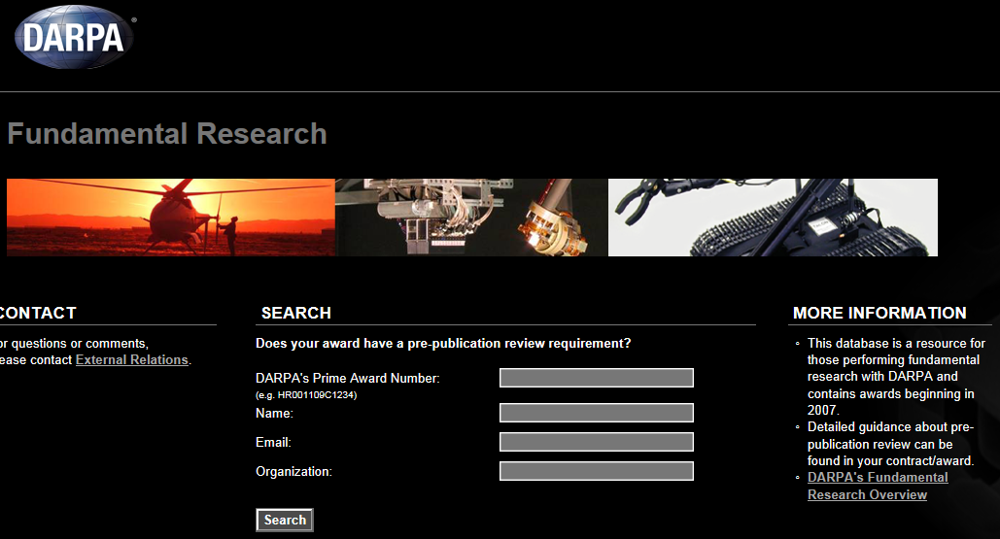 DARPA®
Fundamental Research
CONTACT
or questions or comments,
ease contact External Relations.
SEARCH
Does your award have a pre-publication review requirement?
DARPA's Prime Award Number:
(e.g. HR001109C1234)
Name:
Email:
Organization:
Search
MORE INFORMATION
This database is a resource for
those performing fundamental
research with DARPA and
contains awards beginning in
2007.
Detailed guidance about pre-
publication review can be
found in your contract/award.
DARPA's Fundamental
Research Overview